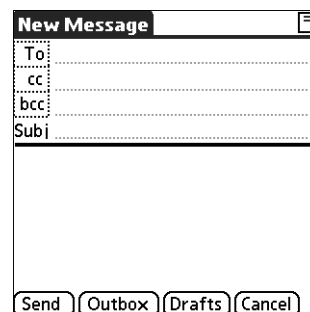 New Message
To
cc
bcc
Subj
Send Outbox Drafts Cancel